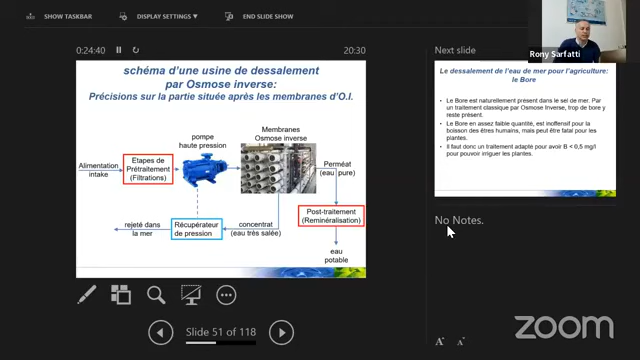 SHOW TASKBAR
DISPLAY SETTINGS ▾
END SLIDE SHOW
Rony Sarfatti
0:24:40
20:30
schéma d'une usine de dessalement
par Osmose inverse:
Précisions sur la partie située après les membranes d'O.I.
Alimentation
intake
Etapes de
Prétraitement
(Filtrations)
pompe
haute pression
Membranes
Osmose inverse
Perméat
(eau pure)
Post-traitement
(Reminéralisation)
rejeté dans
la mer
Récupérateur
de pression
concentrat
(eau très salée)
eau
potable
Slide 51 of 118
Next slide
Le dessalement de l'eau de mer pour l'agriculture:
le Bore
• Le Bore est naturellement présent dans le sel de mer. Par
un traitement classique par Osmose Inverse, trop de bore y
reste présent.
• Le Bore en assez faible quantité, est inoffensif pour la
boisson des êtres humains, mais peut être fatal pour les
plantes.
• Il faut donc un traitement adapté pour avoir B < 0,5 mg/l
pour pouvoir irriguer les plantes.
No Notes.
A A
zoom